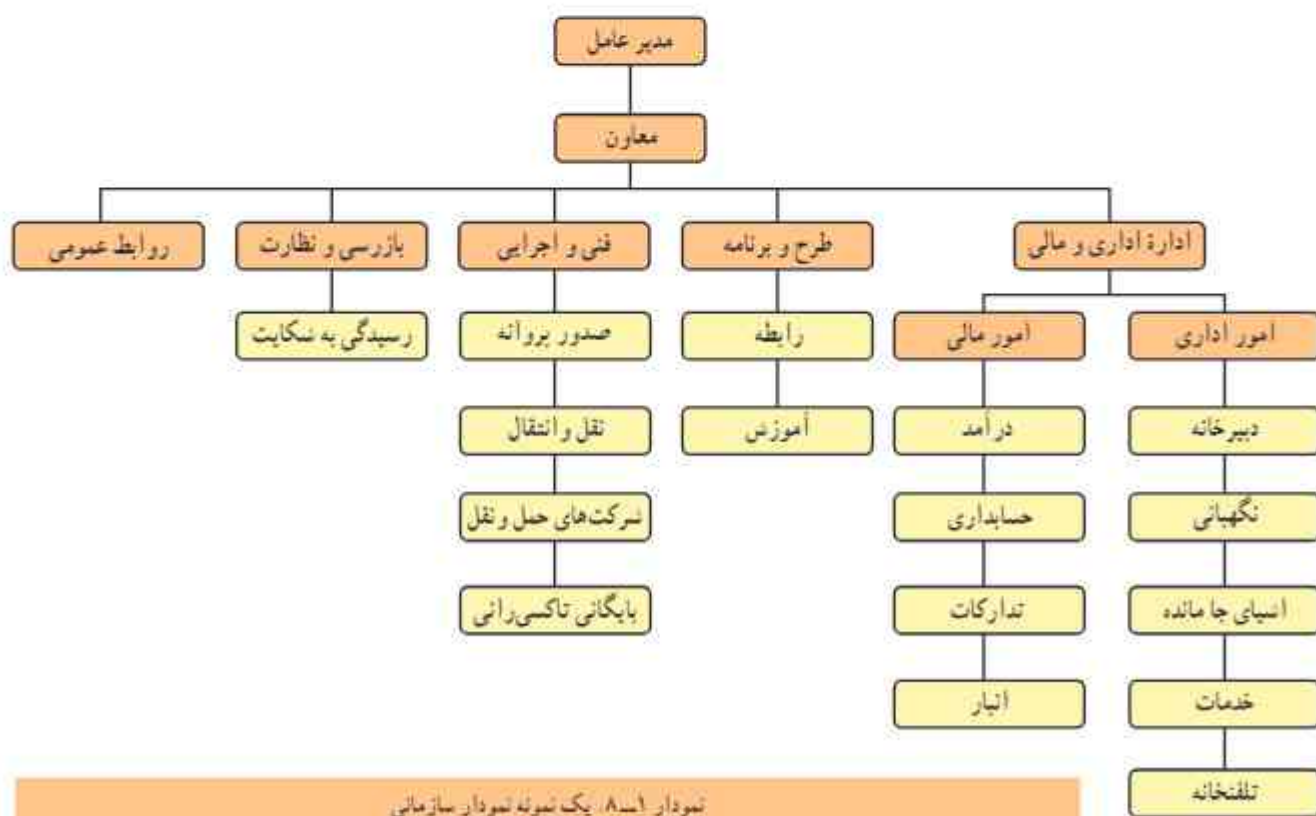 مدیر عامل
معاون
ادارهٔ اداری و مالی
طرح و برنامه
فنی و اجرایی
بازرسی و نظارت
روابط عمومی
امور اداری
امور مالی
رابطه
صدور پروانه
رسیدگی به شکایت
دبیرخانه
درآمد
آموزش
نقل و انتقال
نگهبانی
حسابداری
شرکت‌های حمل و نقل
اشیای جا مانده
تدارکات
بایگانی تاکسی‌رانی
خدمات
انبار
تلفنخانه
نمودار ۱ــ۸ یک نمونه نمودار سازمانی